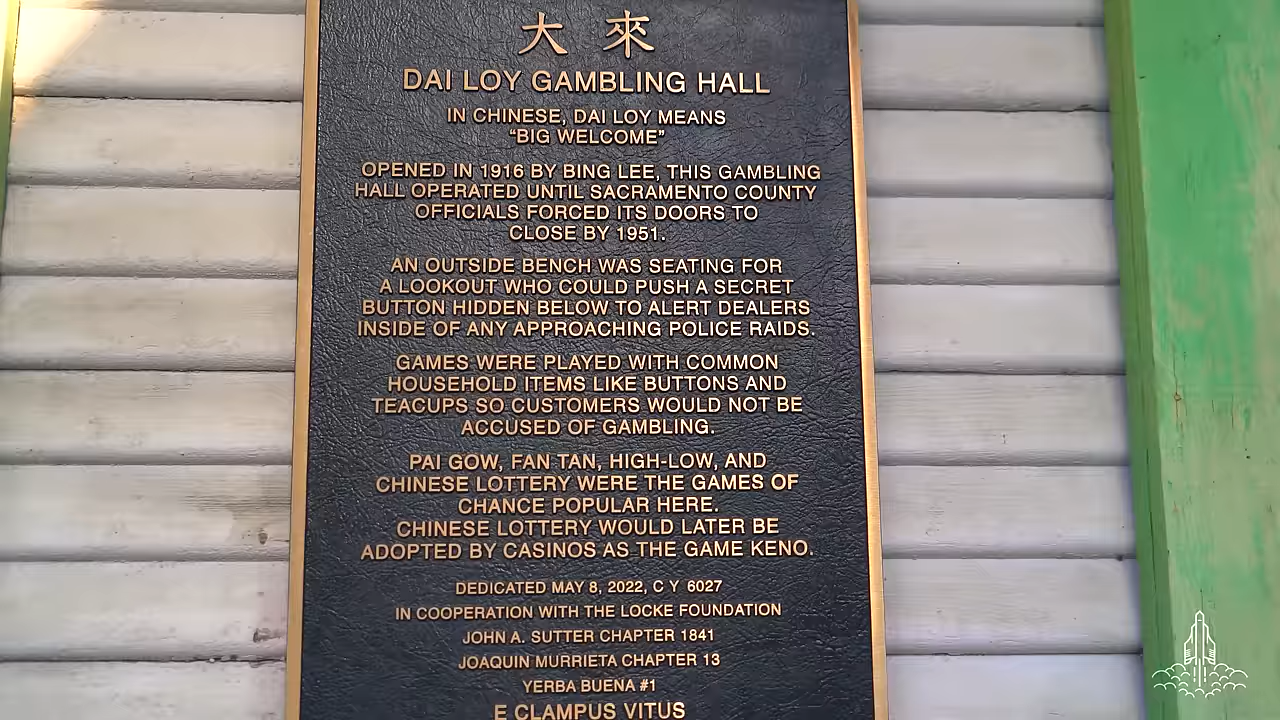 大 來
DAI LOY GAMBLING HALL
IN CHINESE, DAI LOY MEANS
“BIG WELCOME”
OPENED IN 1916 BY BING LEE, THIS GAMBLING
HALL OPERATED UNTIL SACRAMENTO COUNTY
OFFICIALS FORCED ITS DOORS TO
CLOSE BY 1951.
AN OUTSIDE BENCH WAS SEATING FOR
A LOOKOUT WHO COULD PUSH A SECRET
BUTTON HIDDEN BELOW TO ALERT DEALERS
INSIDE OF ANY APPROACHING POLICE RAIDS.
GAMES WERE PLAYED WITH COMMON
HOUSEHOLD ITEMS LIKE BUTTONS AND
TEACUPS SO CUSTOMERS WOULD NOT BE
ACCUSED OF GAMBLING.
PAI GOW, FAN TAN, HIGH-LOW, AND
CHINESE LOTTERY WERE THE GAMES OF
CHANCE POPULAR HERE.
CHINESE LOTTERY WOULD LATER BE
ADOPTED BY CASINOS AS THE GAME KENO.
DEDICATED MAY 8, 2022, C Y 6027
IN COOPERATION WITH THE LOCKE FOUNDATION
JOHN A. SUTTER CHAPTER 1841
JOAQUIN MURRIETA CHAPTER 13
YERBA BUENA #1
E CLAMPUS VITUS